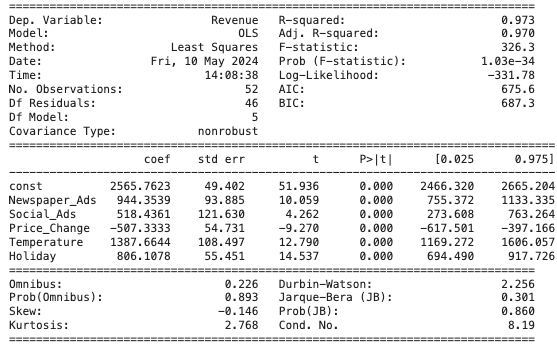 ==============================================================================
Dep. Variable:                Revenue   R-squared:                       0.973
Model:                            OLS   Adj. R-squared:                  0.970
Method:                 Least Squares   F-statistic:                     326.3
Date:                Fri, 10 May 2024   Prob (F-statistic):           1.03e-34
Time:                        14:08:38   Log-Likelihood:                -331.78
No. Observations:                  52   AIC:                             675.6
Df Residuals:                      46   BIC:                             687.3
Df Model:                           5
Covariance Type:            nonrobust
==================================================================================
                     coef    std err          t      P>|t|      [0.025      0.975]
----------------------------------------------------------------------------------
const           2565.7623     49.402     51.936      0.000    2466.320    2665.204
Newspaper_Ads    944.3539     93.885     10.059      0.000     755.372    1133.335
Social_Ads       518.4361    121.630      4.262      0.000     273.608     763.264
Price_Change    -507.3333     54.731     -9.270      0.000    -617.501    -397.166
Temperature     1387.6644    108.497     12.790      0.000    1169.272    1606.057
Holiday          806.1078     55.451     14.537      0.000     694.490     917.726
==============================================================================
Omnibus:                        0.226   Durbin-Watson:                   2.256
Prob(Omnibus):                  0.893   Jarque-Bera (JB):                0.301
Skew:                          -0.146   Prob(JB):                        0.860
Kurtosis:                       2.768   Cond. No.                         8.19
==============================================================================